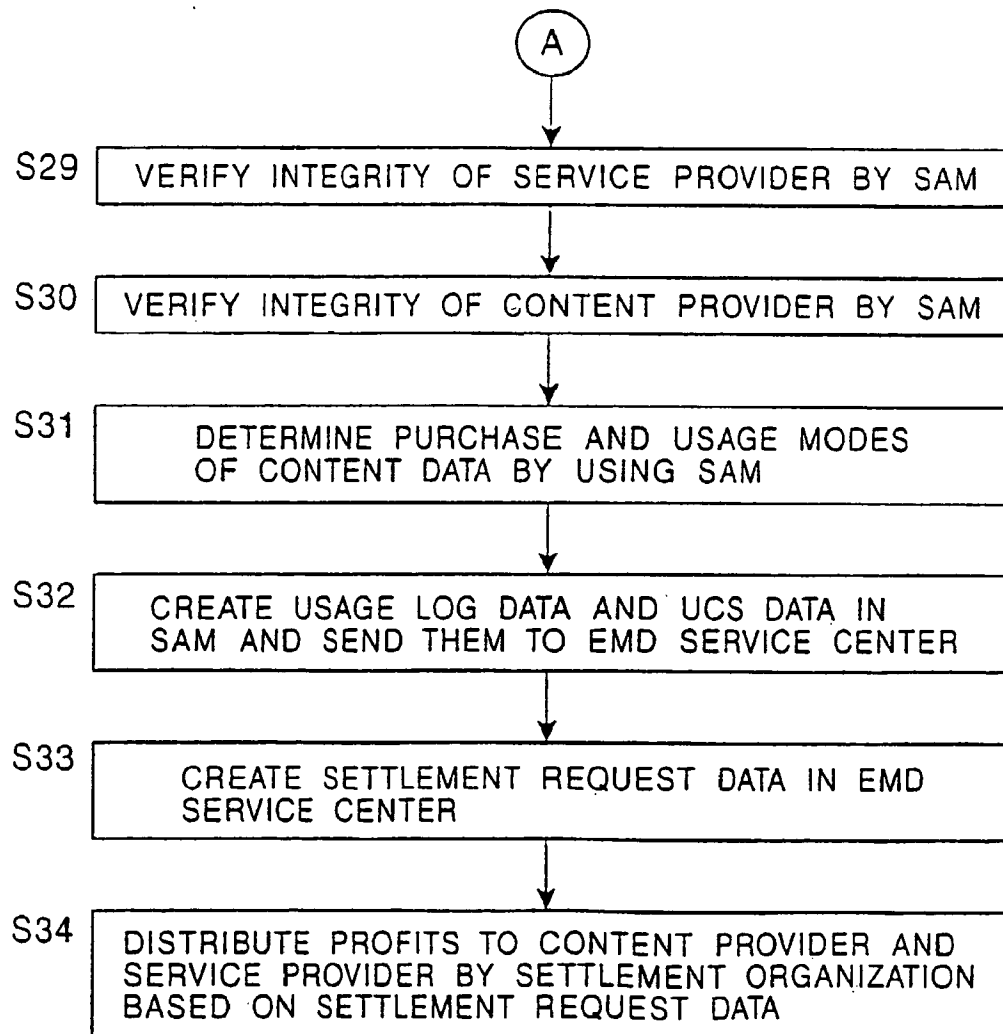 A
S29 VERIFY INTEGRITY OF SERVICE PROVIDER BY SAM
S30 VERIFY INTEGRITY OF CONTENT PROVIDER BY SAM
S31 DETERMINE PURCHASE AND USAGE MODES
OF CONTENT DATA BY USING SAM
S32 CREATE USAGE LOG DATA AND UCS DATA IN
SAM AND SEND THEM TO EMD SERVICE CENTER
S33 CREATE SETTLEMENT REQUEST DATA IN EMD
SERVICE CENTER
S34 DISTRIBUTE PROFITS TO CONTENT PROVIDER AND
SERVICE PROVIDER BY SETTLEMENT ORGANIZATION
BASED ON SETTLEMENT REQUEST DATA